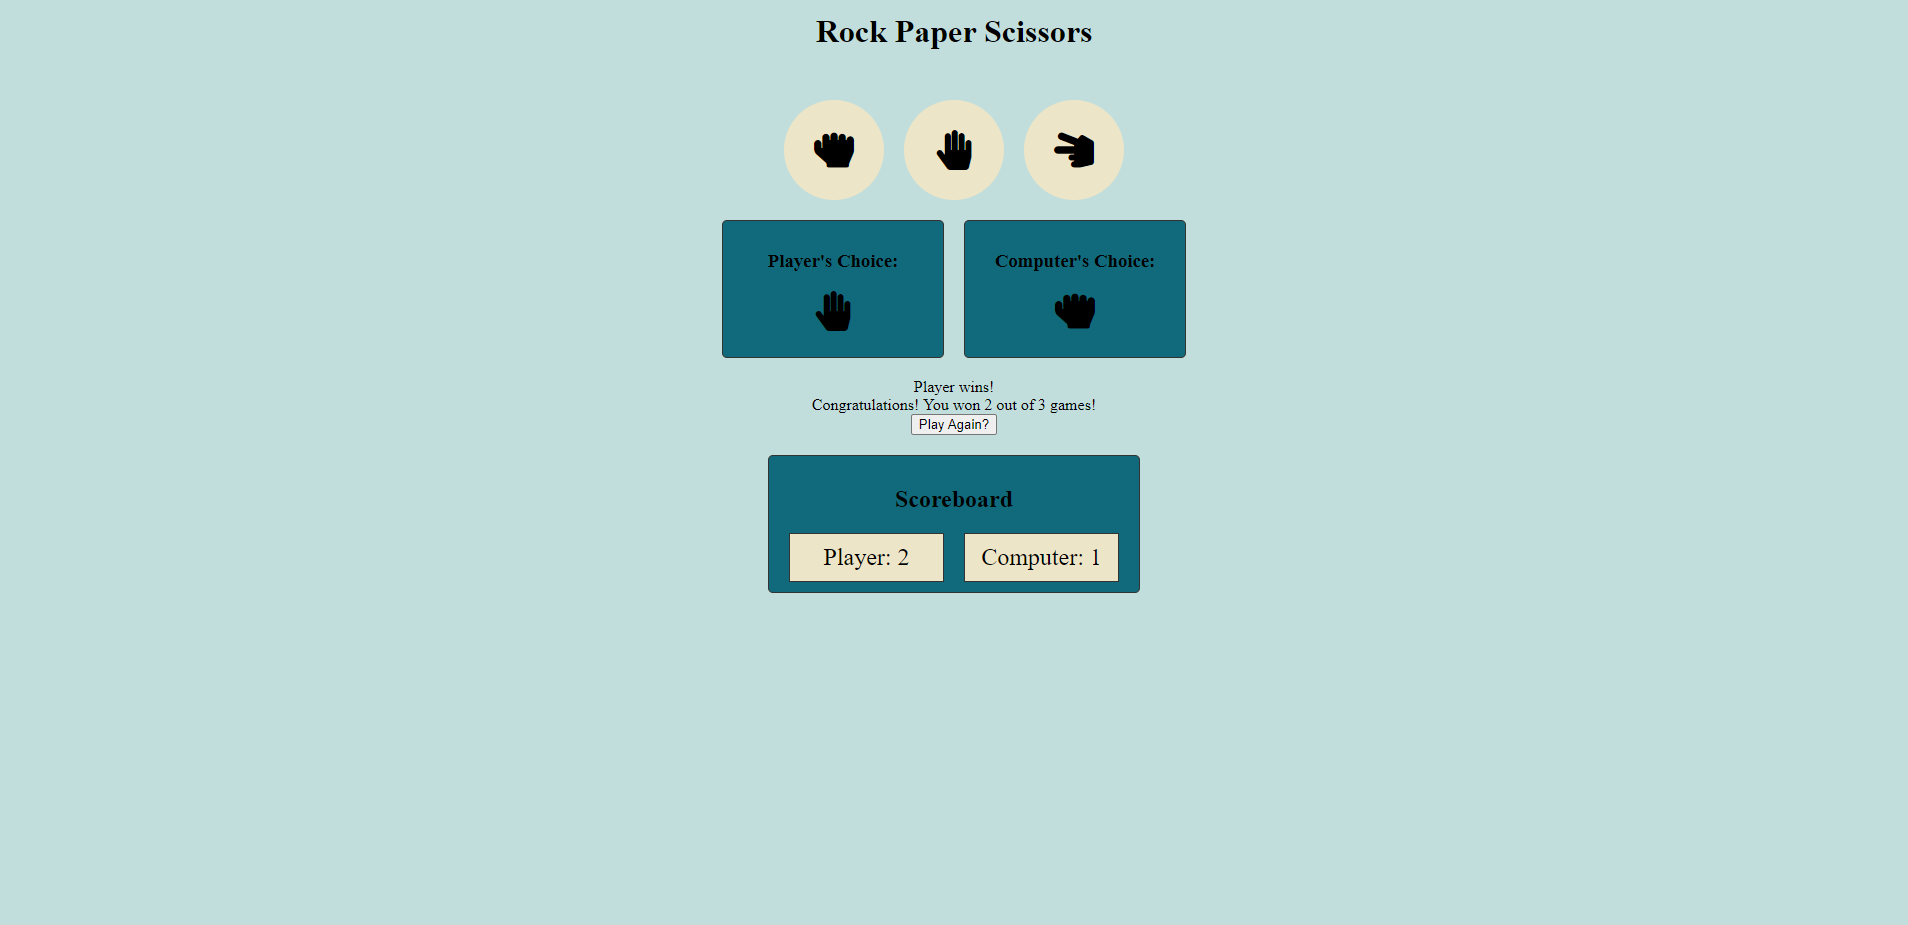 Rock Paper Scissors
Player's Choice:
Computer's Choice:
Player wins!
Congratulations! You won 2 out of 3 games!
Play Again?
Scoreboard
Player: 2
Computer: 1